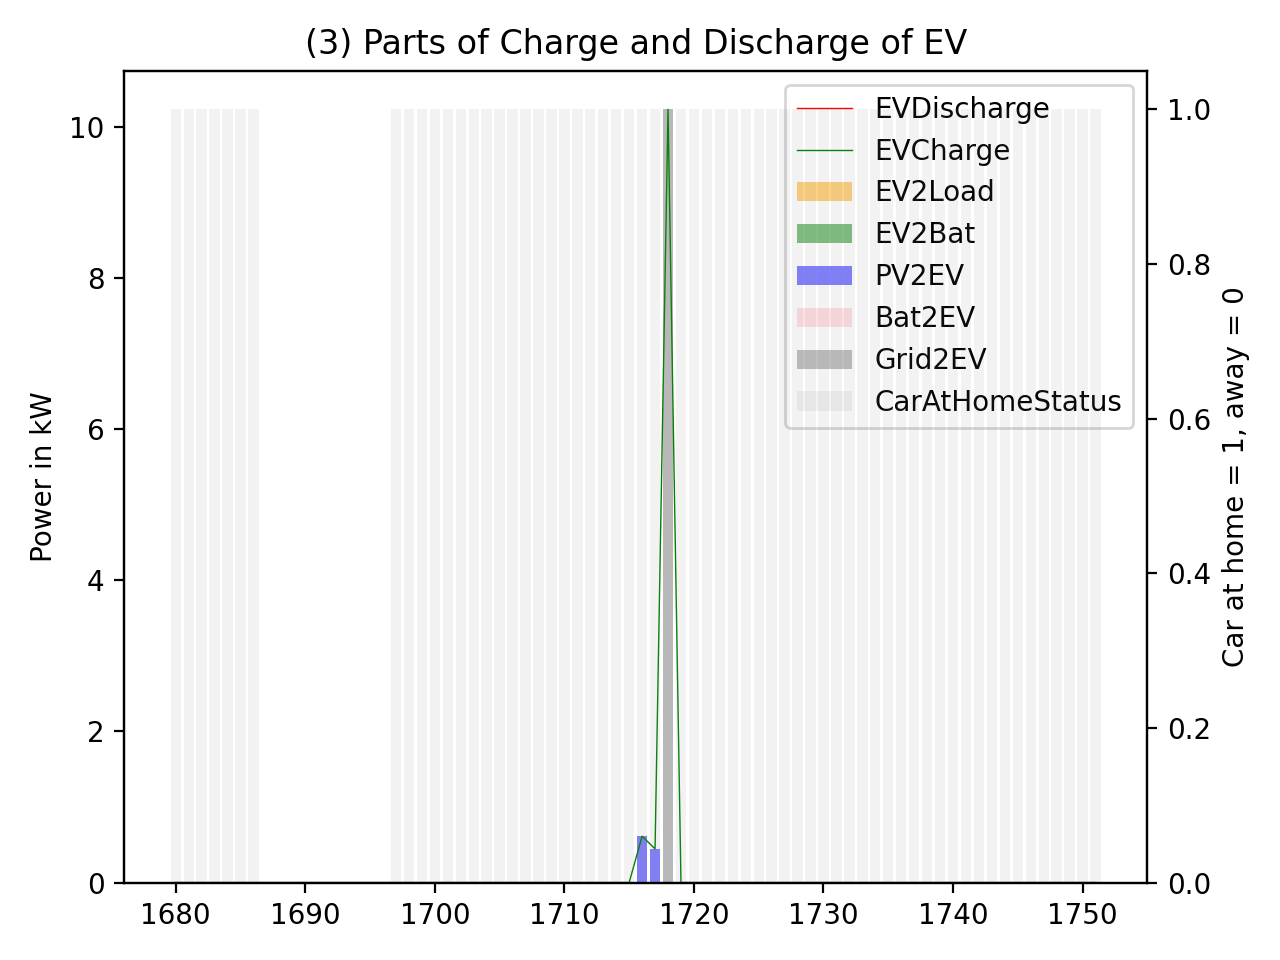 (3) Parts of Charge and Discharge of EV
EVDischarge
EVCharge
EV2Load
EV2Bat
PV2EV
Bat2EV
Grid2EV
CarAtHomeStatus
Power in kW
10
8
6
4
2
0
1.0
0.8
0.6
0.4
0.2
0.0
Car at home = 1, away = 0
1680 1690 1700 1710 1720 1730 1740 1750